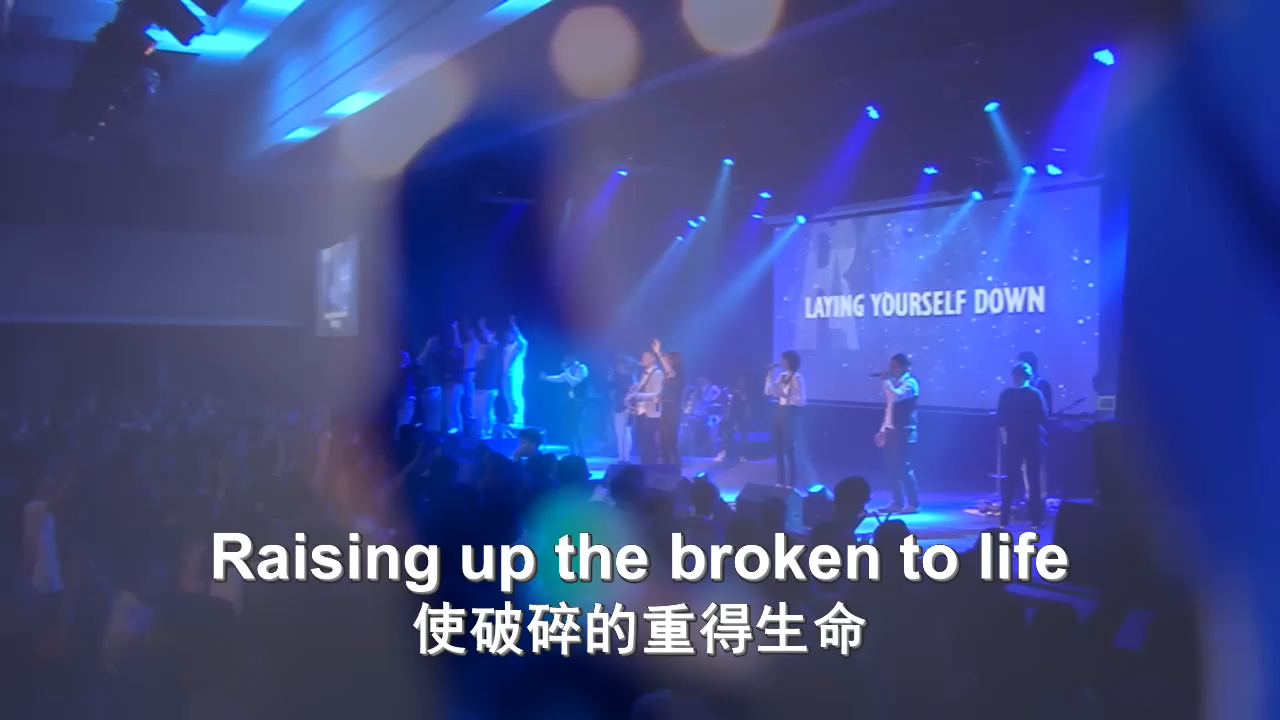 LAYING YOURSELF DOWN
Raising up the broken to life
使破碎的重得生命